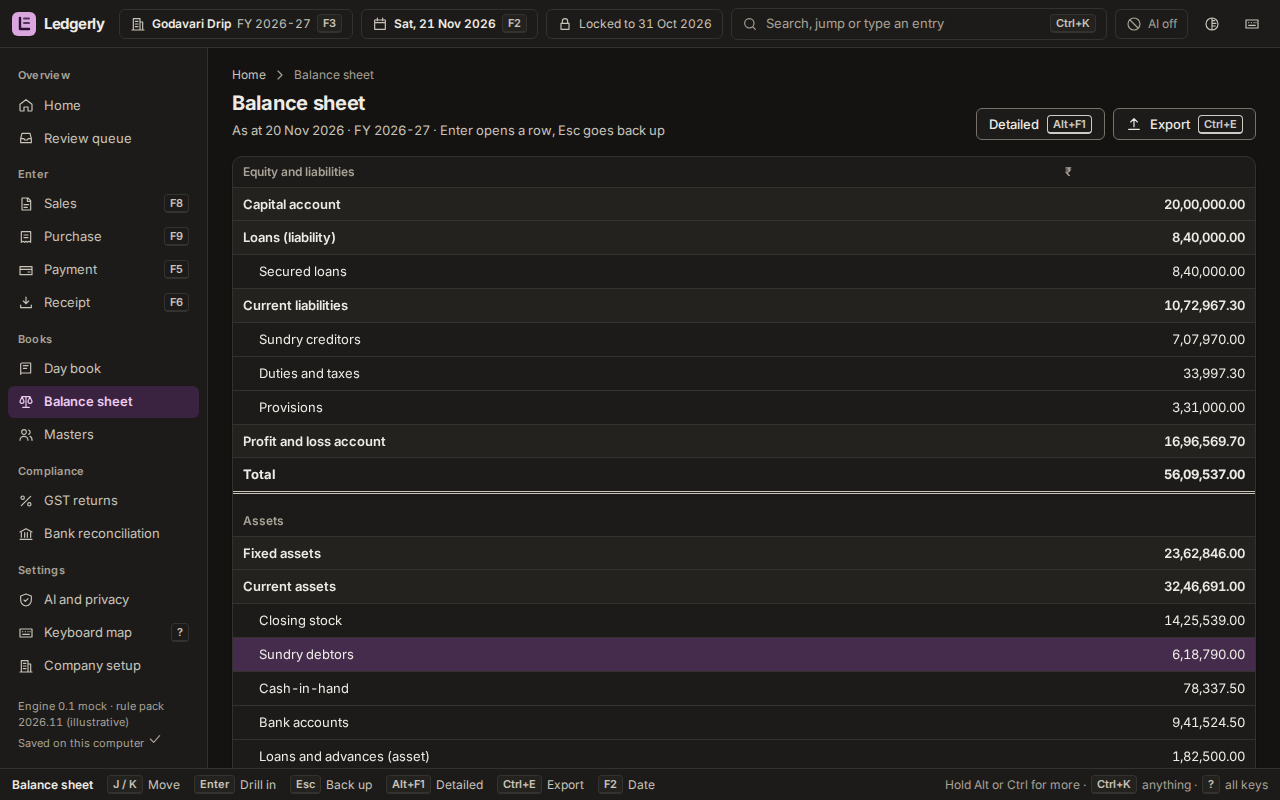 Ledgerly
Godavari Drip FY 2026-27 F3
Sat, 21 Nov 2026 F2
Locked to 31 Oct 2026
Search, jump or type an entry Ctrl+K
AI off
Overview
Home
Review queue
Enter
Sales F8
Purchase F9
Payment F5
Receipt F6
Books
Day book
Balance sheet
Masters
Compliance
GST returns
Bank reconciliation
Settings
AI and privacy
Keyboard map ?
Company setup
Engine 0.1 mock · rule pack
2026.11 (illustrative)
Saved on this computer
Home > Balance sheet
Balance sheet
As at 20 Nov 2026 · FY 2026-27 · Enter opens a row, Esc goes back up
Detailed Alt+F1
Export Ctrl+E
Equity and liabilities ₹
Capital account 20,00,000.00
Loans (liability) 8,40,000.00
Secured loans 8,40,000.00
Current liabilities 10,72,967.30
Sundry creditors 7,07,970.00
Duties and taxes 33,997.30
Provisions 3,31,000.00
Profit and loss account 16,96,569.70
Total 56,09,537.00
Assets
Fixed assets 23,62,846.00
Current assets 32,46,691.00
Closing stock 14,25,539.00
Sundry debtors 6,18,790.00
Cash-in-hand 78,337.50
Bank accounts 9,41,524.50
Loans and advances (asset) 1,82,500.00
Balance sheet J / K Move Enter Drill in Esc Back up Alt+F1 Detailed Ctrl+E Export F2 Date
Hold Alt or Ctrl for more · Ctrl+K anything · ? all keys